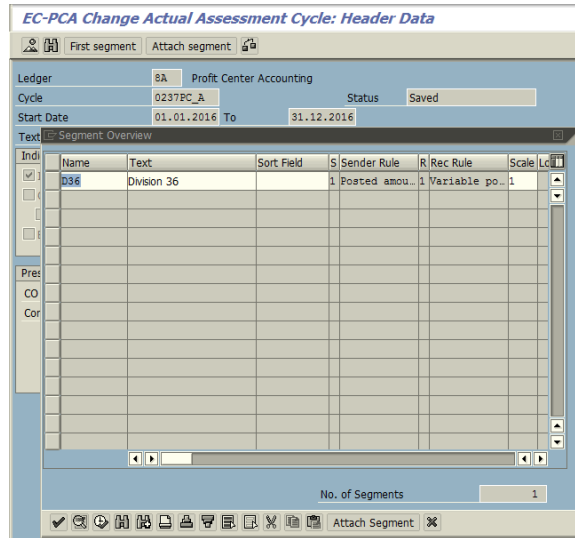 EC-PCA Change Actual Assessment Cycle: Header Data
First segment Attach segment
Ledger 8A Profit Center Accounting
Cycle 0237PC_A Status Saved
Start Date 01.01.2016 To 31.12.2016
Text Segment Overview
Indi
Name Text Sort Field S Sender Rule R Rec Rule Scale Lo
D36 Division 36 1 Posted amou… 1 Variable po… 1
Pres
CO
Cor
No. of Segments 1
Attach Segment